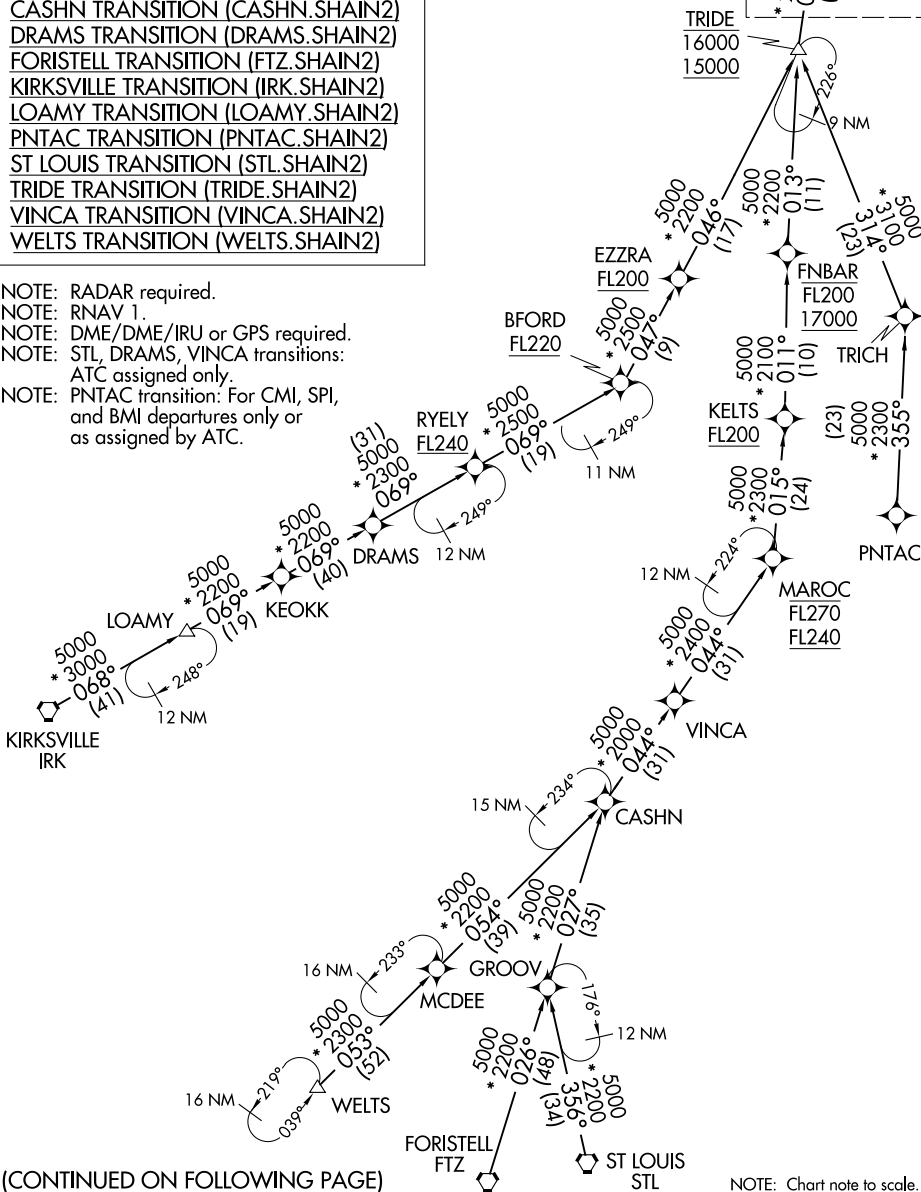 CASHN TRANSITION (CASHN.SHAIN2)
DRAMS TRANSITION (DRAMS.SHAIN2)
FORISTELL TRANSITION (FTZ.SHAIN2)
KIRKSVILLE TRANSITION (IRK.SHAIN2)
LOAMY TRANSITION (LOAMY.SHAIN2)
PNTAC TRANSITION (PNTAC.SHAIN2)
ST LOUIS TRANSITION (STL.SHAIN2)
TRIDE TRANSITION (TRIDE.SHAIN2)
VINCA TRANSITION (VINCA.SHAIN2)
WELTS TRANSITION (WELTS.SHAIN2)
NOTE: RADAR required.
NOTE: RNAV 1.
NOTE: DME/DME/IRU or GPS required.
NOTE: STL, DRAMS, VINCA transitions:
ATC assigned only.
NOTE: PNTAC transition: For CMI, SPI,
and BMI departures only or
as assigned by ATC.
TRIDE
16000
15000
226°
9 NM
5000
*2200
046°
(17)
5000
*2200
013°
(11)
5000
*3100
314°
(23)
EZZRA
FL200
FNBAR
FL200
17000
TRICH
BFORD
FL220
5000
*2500
047°
(9)
5000
*2100
011°
(10)
(23)
5000
*2300
355°
PNTAC
KELTS
FL200
RYELY
FL240
5000
*2500
069°
(19)
249°
11 NM
(31)
5000
*2300
069°
249°
12 NM
DRAMS
5000
*2300
015°
(24)
224°
12 NM
MAROC
FL270
FL240
5000
*2200
069°
(40)
KEOKK
5000
*2200
069°
(19)
LOAMY
248°
12 NM
5000
*3000
068°
(41)
KIRKSVILLE
IRK
5000
*2400
044°
(31)
VINCA
5000
*2000
044°
(31)
234°
15 NM
CASHN
5000
*2200
054°
(39)
5000
*2200
027°
(35)
233°
16 NM
MCDEE
GROOV
176°
12 NM
5000
*2300
053°
(52)
219°
039°
16 NM
WELTS
5000
*2200
026°
(48)
5000
*2200
356°
(34)
FORISTELL
FTZ
ST LOUIS
STL
(CONTINUED ON FOLLOWING PAGE)
NOTE: Chart note to scale.